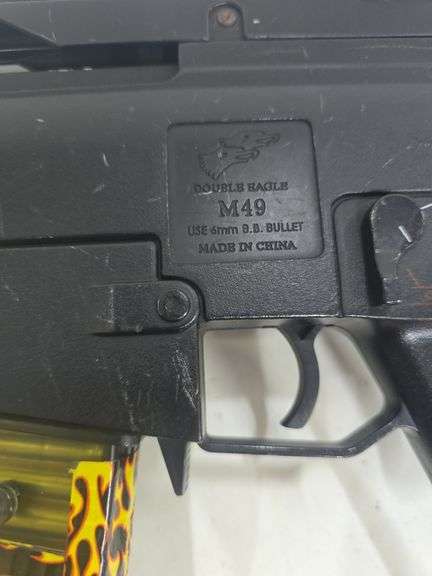 DOUBLE EAGLE
M49
USE 6mm B.B. BULLET
MADE IN CHINA